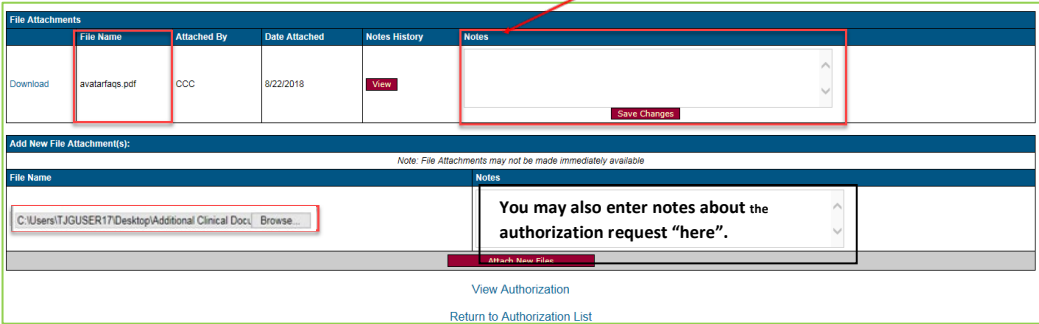 File Attachments
File Name Attached By Date Attached Notes History Notes
Download avatarfaqs.pdf CCC 8/22/2018 View
Save Changes
Add New File Attachment(s):
Note: File Attachments may not be made immediately available
File Name Notes
C:\Users\TJGUSER17\Desktop\Additional Clinical Docu Browse...
You may also enter notes about the
authorization request “here”.
Attach New Files
View Authorization
Return to Authorization List